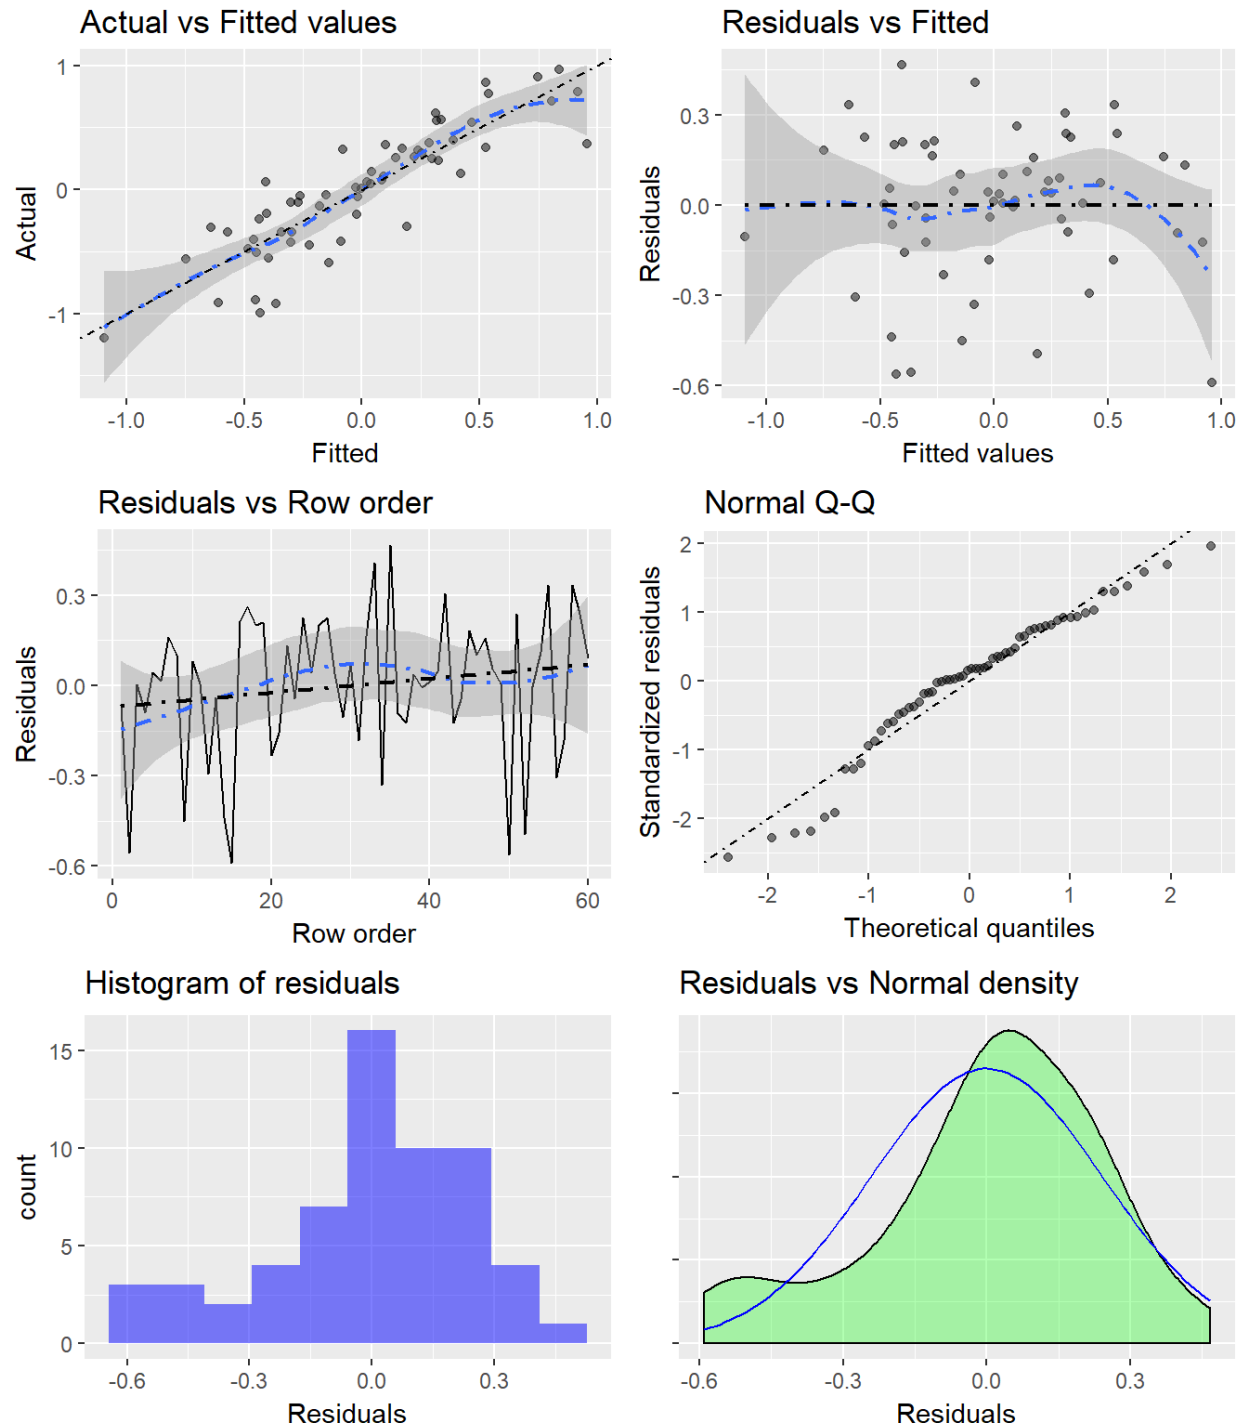 Actual vs Fitted values
1
0
-1
Actual
-1.0 -0.5 0.0 0.5 1.0
Fitted
Residuals vs Fitted
0.3
0.0
-0.3
-0.6
Residuals
-1.0 -0.5 0.0 0.5 1.0
Fitted values
Residuals vs Row order
0.3
0.0
-0.3
-0.6
Residuals
0 20 40 60
Row order
Normal Q-Q
2
1
0
-1
-2
Standardized residuals
-2 -1 0 1 2
Theoretical quantiles
Histogram of residuals
15
10
5
0
count
-0.6 -0.3 0.0 0.3
Residuals
Residuals vs Normal density
-0.6 -0.3 0.0 0.3
Residuals